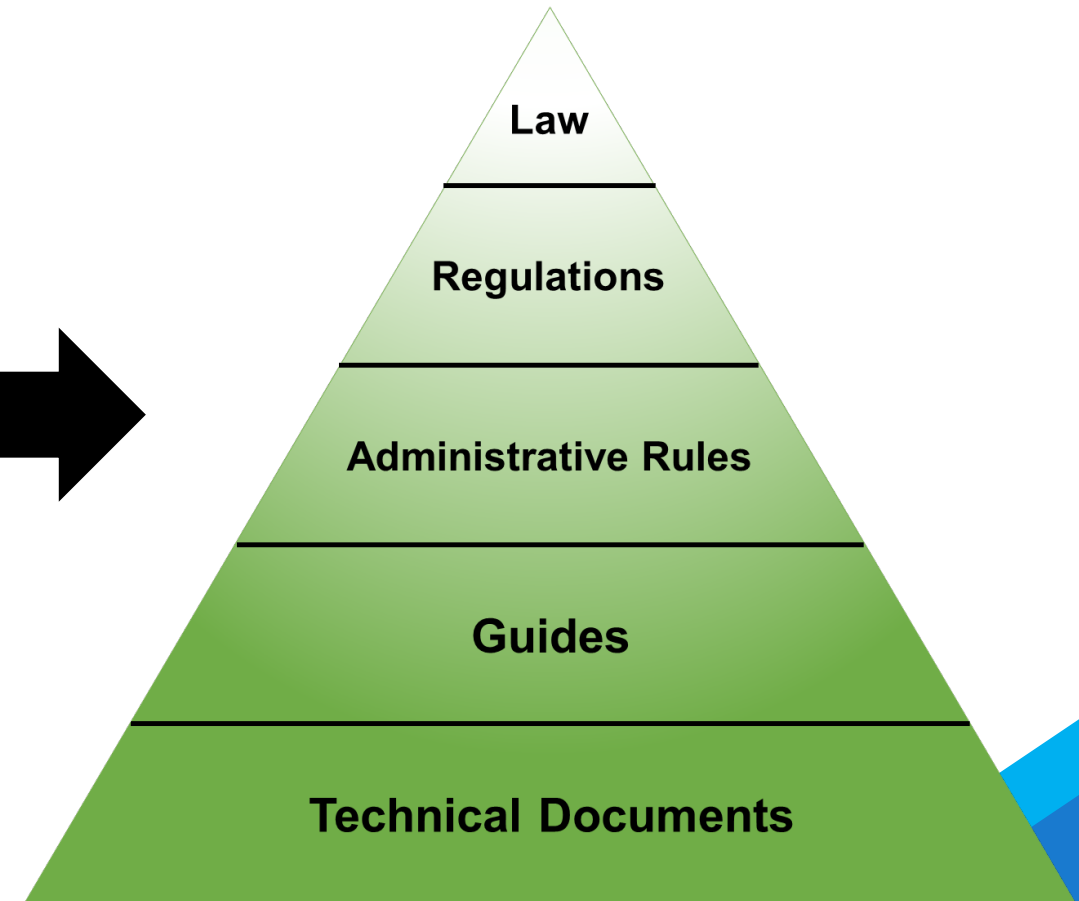 Law
Regulations
Administrative Rules
Guides
Technical Documents